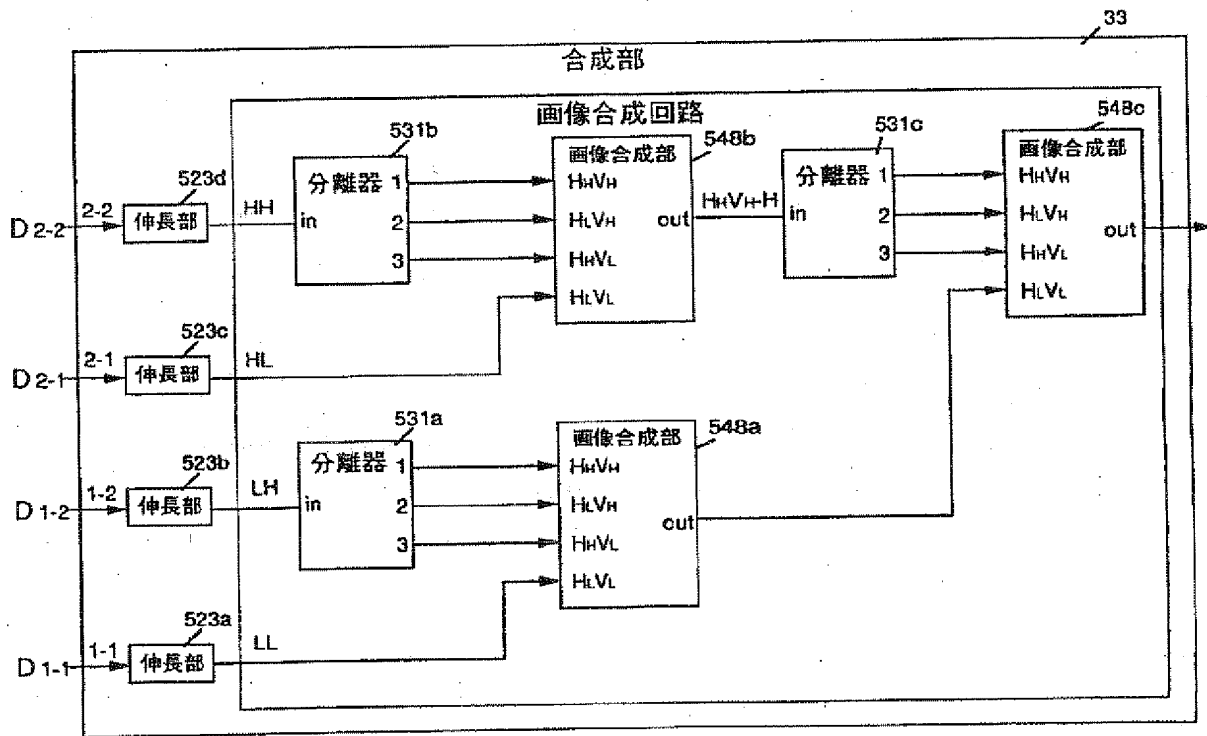 33
合成部
画像合成回路
531b
548b
531c
548c
523d
D 2-2
2-2
伸長部
HH
in
分離器
1
2
3
画像合成部
HHVH
HLVH
HHVL
HLVL
out
HHVH-H
in
分離器
1
2
3
画像合成部
HHVH
HLVH
HHVL
HLVL
out
523c
D 2-1
2-1
伸長部
HL
531a
548a
523b
D 1-2
1-2
伸長部
LH
in
分離器
1
2
3
画像合成部
HHVH
HLVH
HHVL
HLVL
out
523a
D 1-1
1-1
伸長部
LL